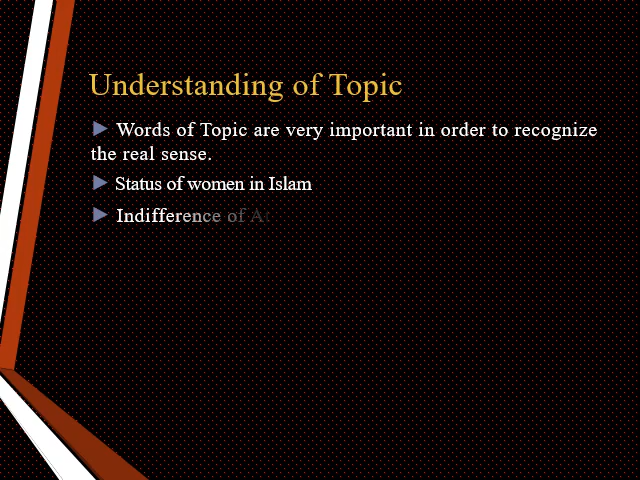 Understanding of Topic
Words of Topic are very important in order to recognize
the real sense.
Status of women in Islam
Indifference of